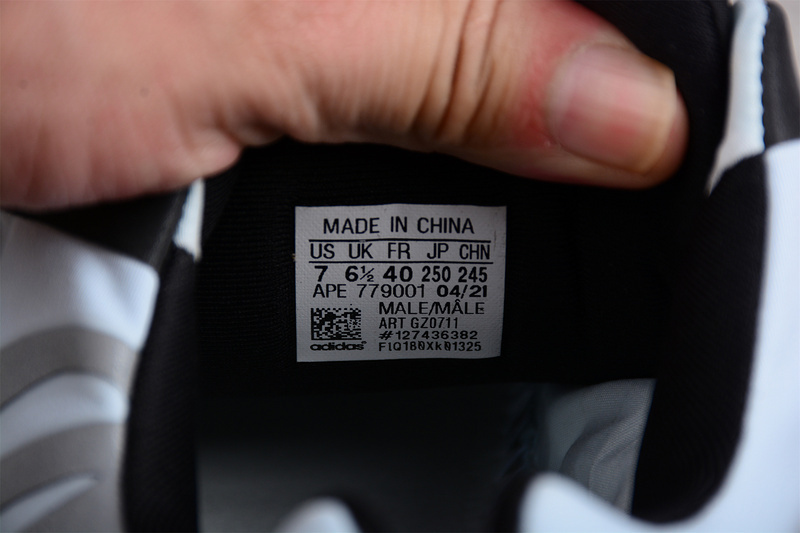 MADE IN CHINA
US UK FR JP CHN
7 6½ 40 250 245
APE 779001 04/21
MALE/MÂLE
ART GZ0711
#127436382
adidas FIQ180Xk01325